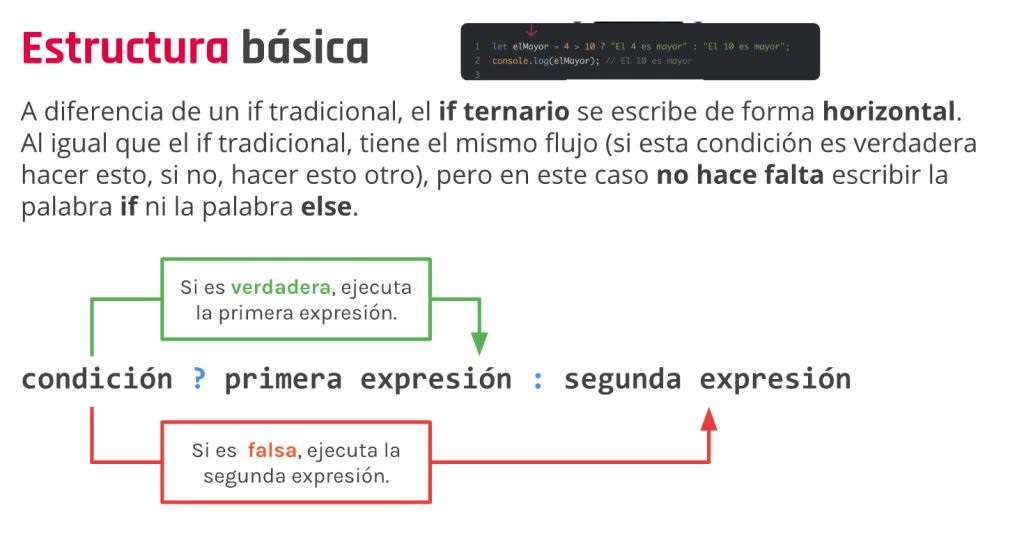 Estructura básica
1 let elMayor = 4 > 10 ? "El 4 es mayor" : "El 10 es mayor";
2 console.log(elMayor); // El 10 es mayor
3
A diferencia de un if tradicional, el if ternario se escribe de forma horizontal.
Al igual que el if tradicional, tiene el mismo flujo (si esta condición es verdadera
hacer esto, si no, hacer esto otro), pero en este caso no hace falta escribir la
palabra if ni la palabra else.
Si es verdadera, ejecuta
la primera expresión.
condición ? primera expresión : segunda expresión
Si es falsa, ejecuta la
segunda expresión.